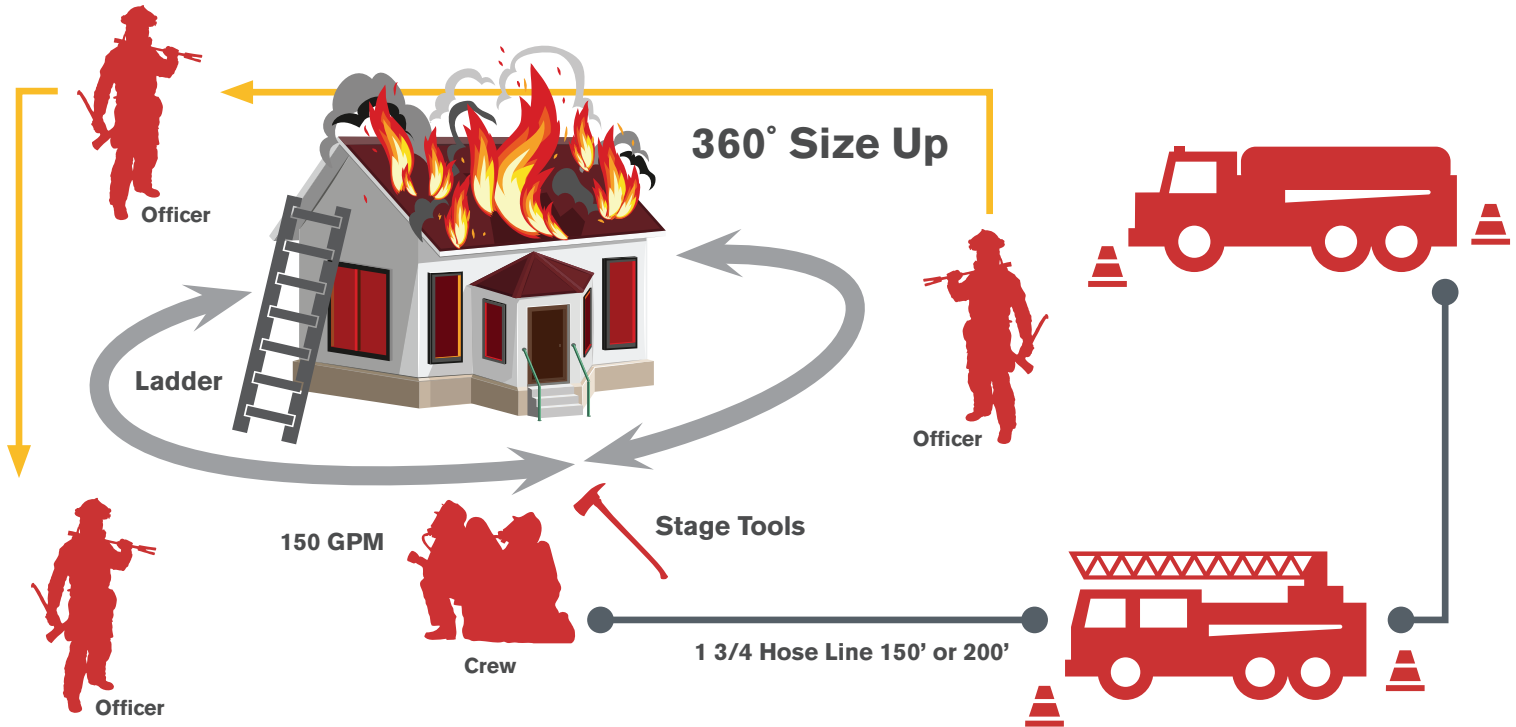 360° Size Up
Officer
Ladder
Officer
150 GPM
Stage Tools
1 3/4 Hose Line 150’ or 200’
Crew
Officer